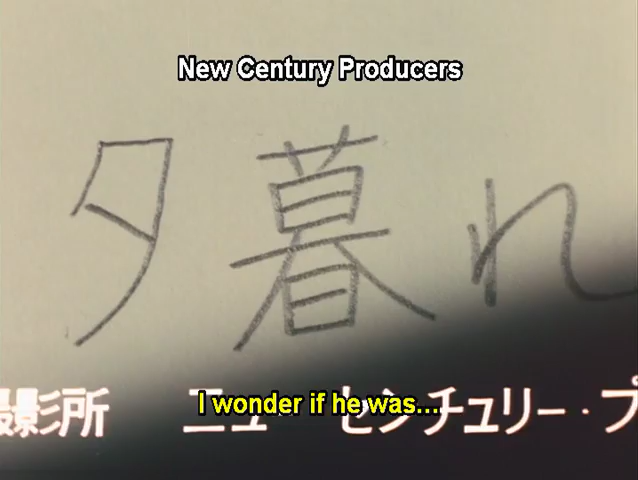 New Century Producers
夕暮れ
撮影所 ニューセンチュリー・プ
I wonder if he was...